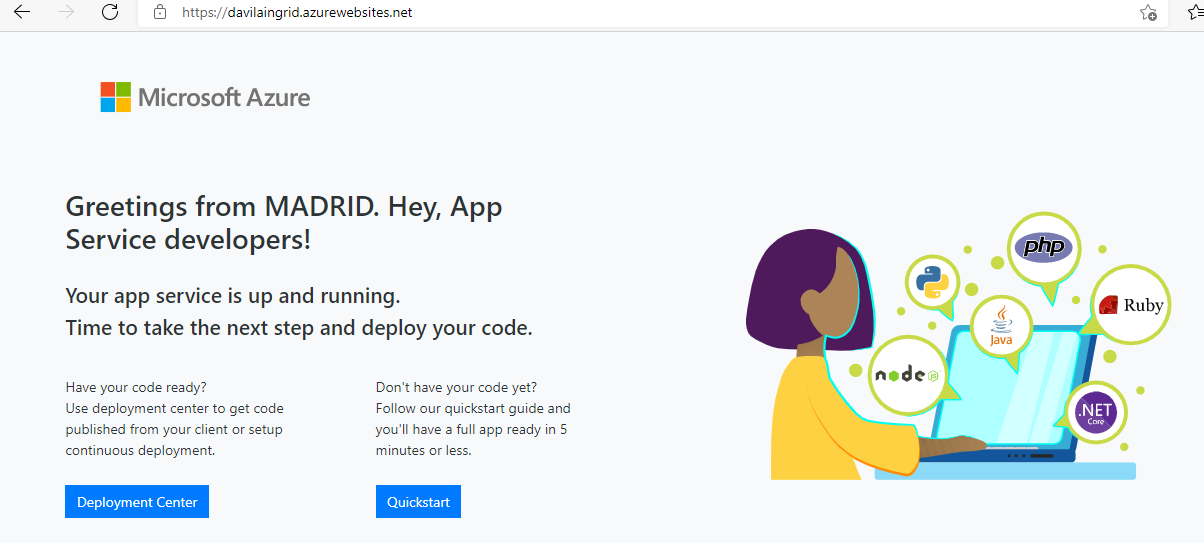 https://davilaingrid.azurewebsites.net
Microsoft Azure
Greetings from MADRID. Hey, App
Service developers!
Your app service is up and running.
Time to take the next step and deploy your code.
Have your code ready?
Use deployment center to get code
published from your client or setup
continuous deployment.
Deployment Center
Don't have your code yet?
Follow our quickstart guide and
you'll have a full app ready in 5
minutes or less.
Quickstart
php
Ruby
Java
node
JS
.NET
Core